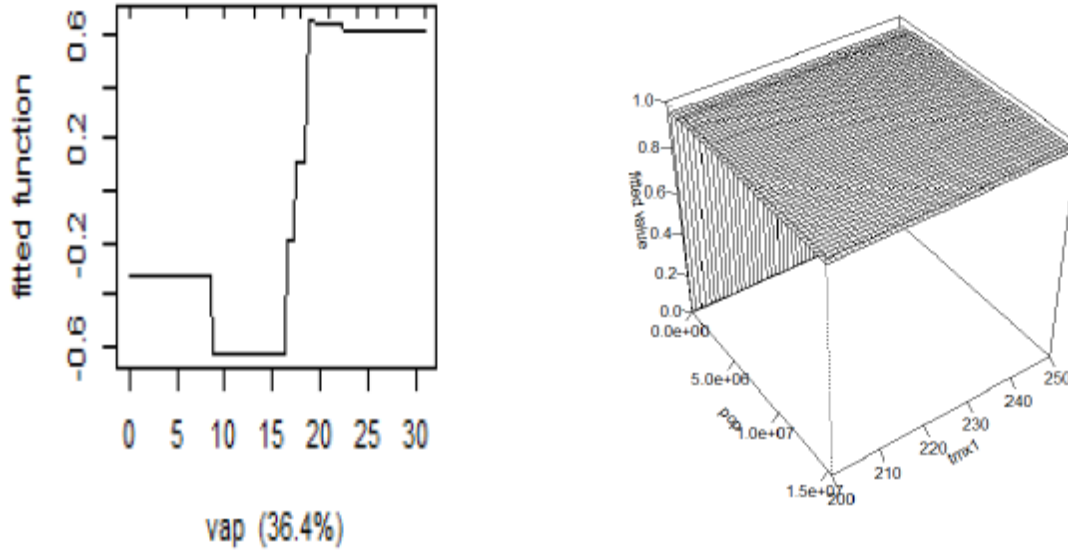 fitted function
0.6
0.2
-0.2
-0.6
0 5 10 15 20 25 30
vap (36.4%)
1.0
0.8
0.6
0.4
0.2
0.0
fitted value
0.0e+00
5.0e+06
1.0e+07
1.5e+07
pop
200
210
220
230
240
250
tmx1